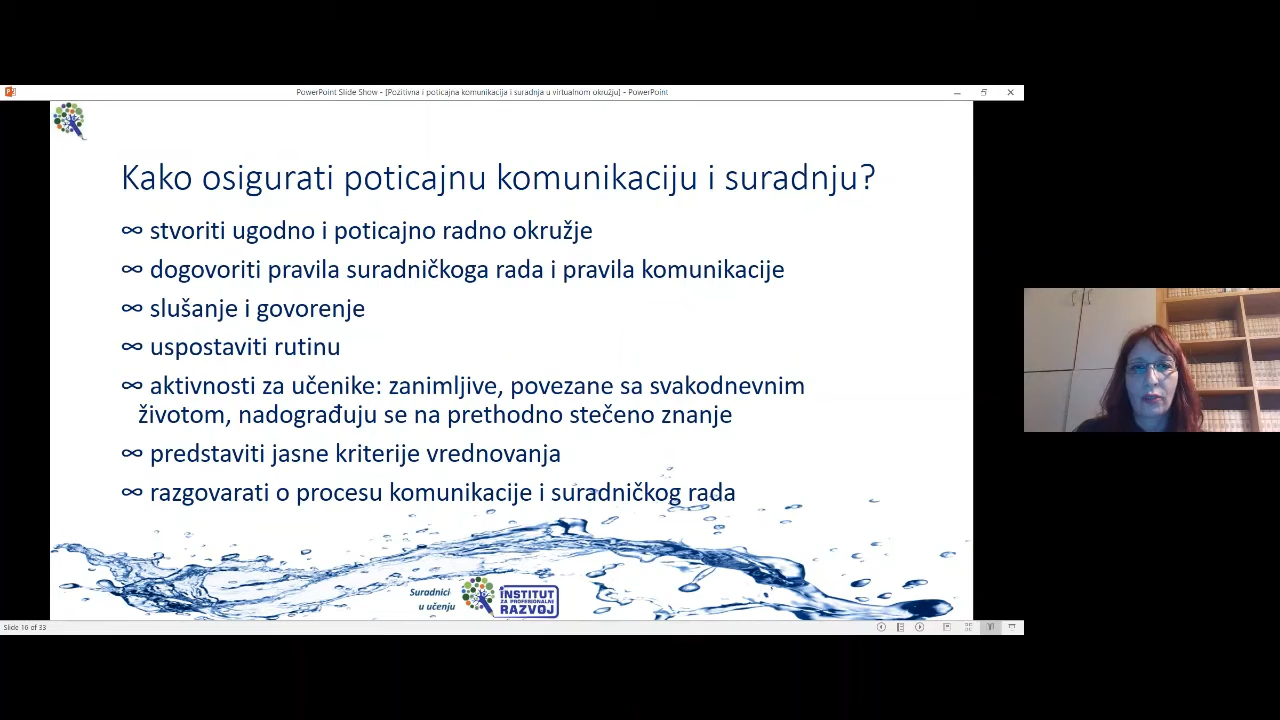 PowerPoint Slide Show - [Pozitivna i poticajna komunikacija i suradnja u virtualnom okružju] - PowerPoint
Kako osigurati poticajnu komunikaciju i suradnju?
∞ stvoriti ugodno i poticajno radno okružje
∞ dogovoriti pravila suradničkoga rada i pravila komunikacije
∞ slušanje i govorenje
∞ uspostaviti rutinu
∞ aktivnosti za učenike: zanimljive, povezane sa svakodnevnim
životom, nadograđuju se na prethodno stečeno znanje
∞ predstaviti jasne kriterije vrednovanja
∞ razgovarati o procesu komunikacije i suradničkog rada
Suradnici
u učenju
INSTITUT
ZA PROFESIONALNI
RAZVOJ
Slide 16 of 33